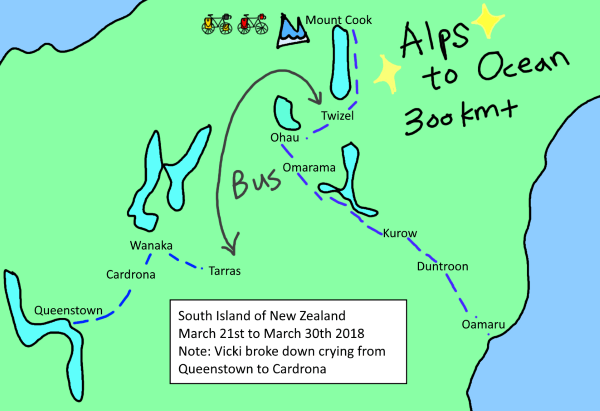 Mount Cook
Alps
to Ocean
300km+
Twizel
Ohau
Omarama
Bus
Kurow
Wanaka
Tarras
Cardrona
Duntroon
Queenstown
Oamaru
South Island of New Zealand
March 21st to March 30th 2018
Note: Vicki broke down crying from
Queenstown to Cardrona